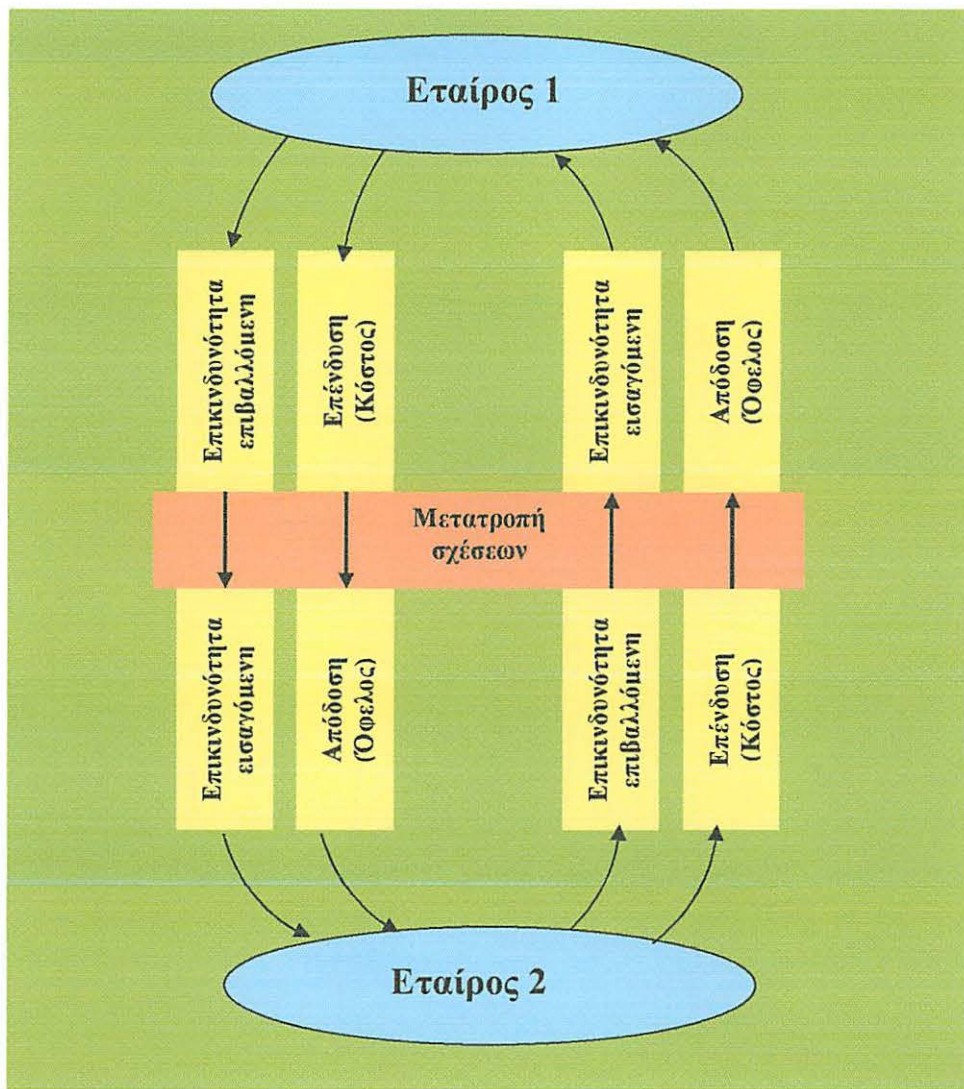 Εταίρος 1
Επικινδυνότητα
επιβαλλόμενη
Επένδυση
(Κόστος)
Επικινδυνότητα
εισαγόμενη
Απόδοση
(Όφελος)
Μετατροπή
σχέσεων
Επικινδυνότητα
εισαγόμενη
Απόδοση
(Όφελος)
Επικινδυνότητα
επιβαλλόμενη
Επένδυση
(Κόστος)
Εταίρος 2